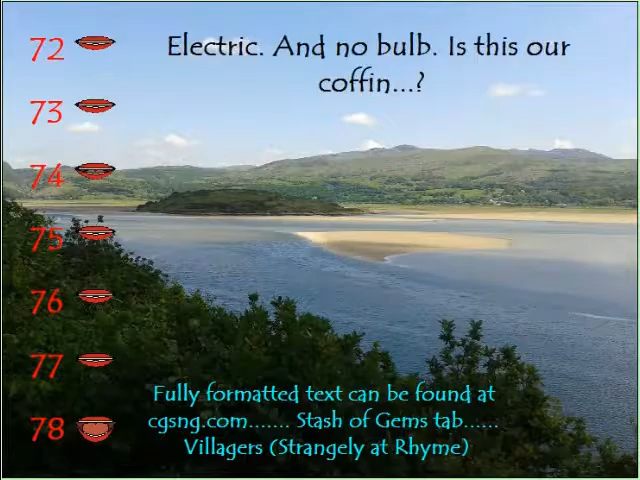 72
Electric. And no bulb. Is this our
coffin...?
73
74
75
76
77
78
Fully formatted text can be found at
cgsng.com....... Stash of Gems tab......
Villagers (Strangely at Rhyme)